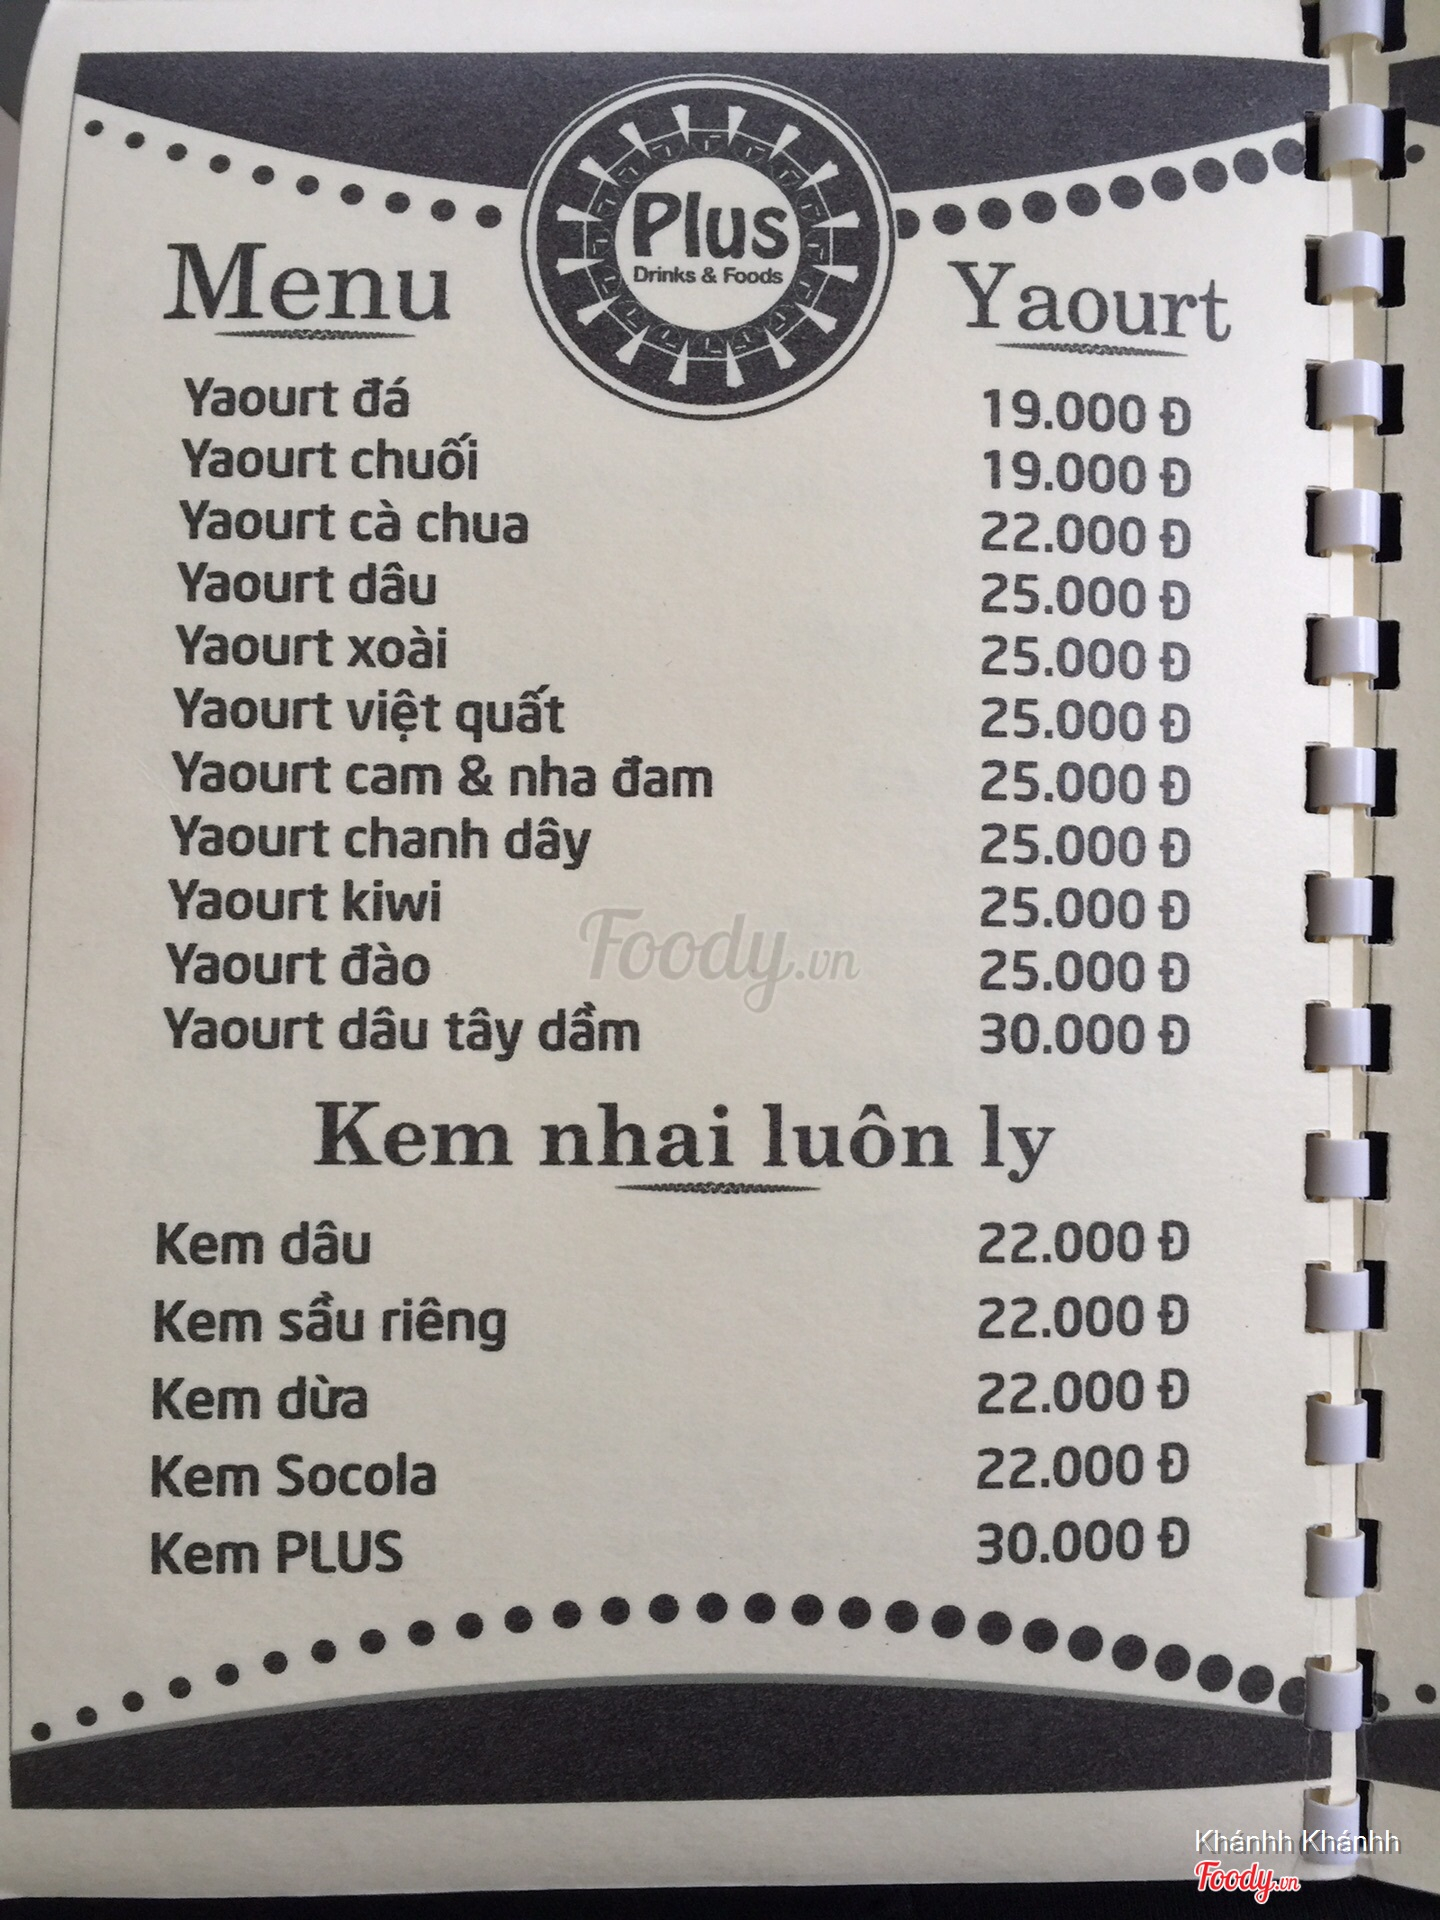 Plus
Drinks & Foods
Menu Yaourt
Yaourt đá 19.000 Đ
Yaourt chuối 19.000 Đ
Yaourt cà chua 22.000 Đ
Yaourt dâu 25.000 Đ
Yaourt xoài 25.000 Đ
Yaourt việt quất 25.000 Đ
Yaourt cam & nha đam 25.000 Đ
Yaourt chanh dây 25.000 Đ
Yaourt kiwi 25.000 Đ
Yaourt đào 25.000 Đ
Foody.vn
Yaourt dâu tây dầm 30.000 Đ
Kem nhai luôn ly
Kem dâu 22.000 Đ
Kem sầu riêng 22.000 Đ
Kem dừa 22.000 Đ
Kem Socola 22.000 Đ
Kem PLUS 30.000 Đ
Khánhh Khánhh
Foody.vn